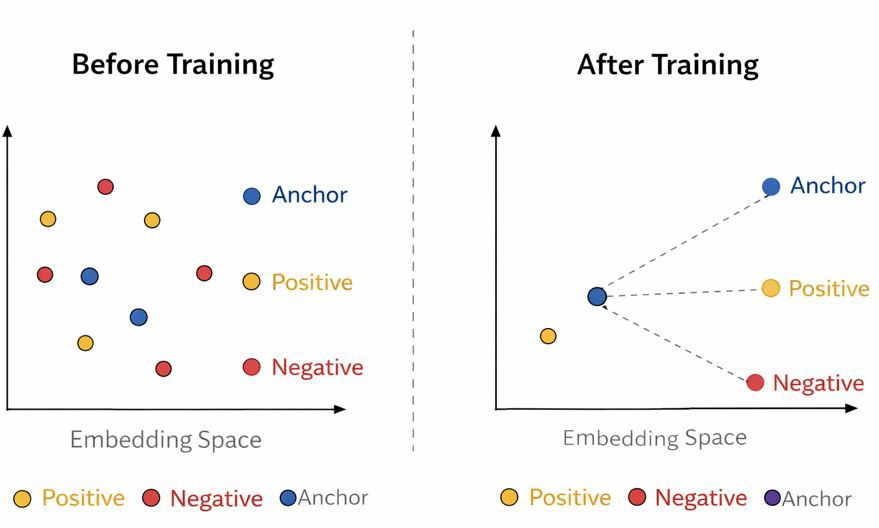 Before Training
Anchor
Positive
Negative
Embedding Space
Positive Negative Anchor
After Training
Anchor
Positive
Negative
Embedding Space
Positive Negative Anchor